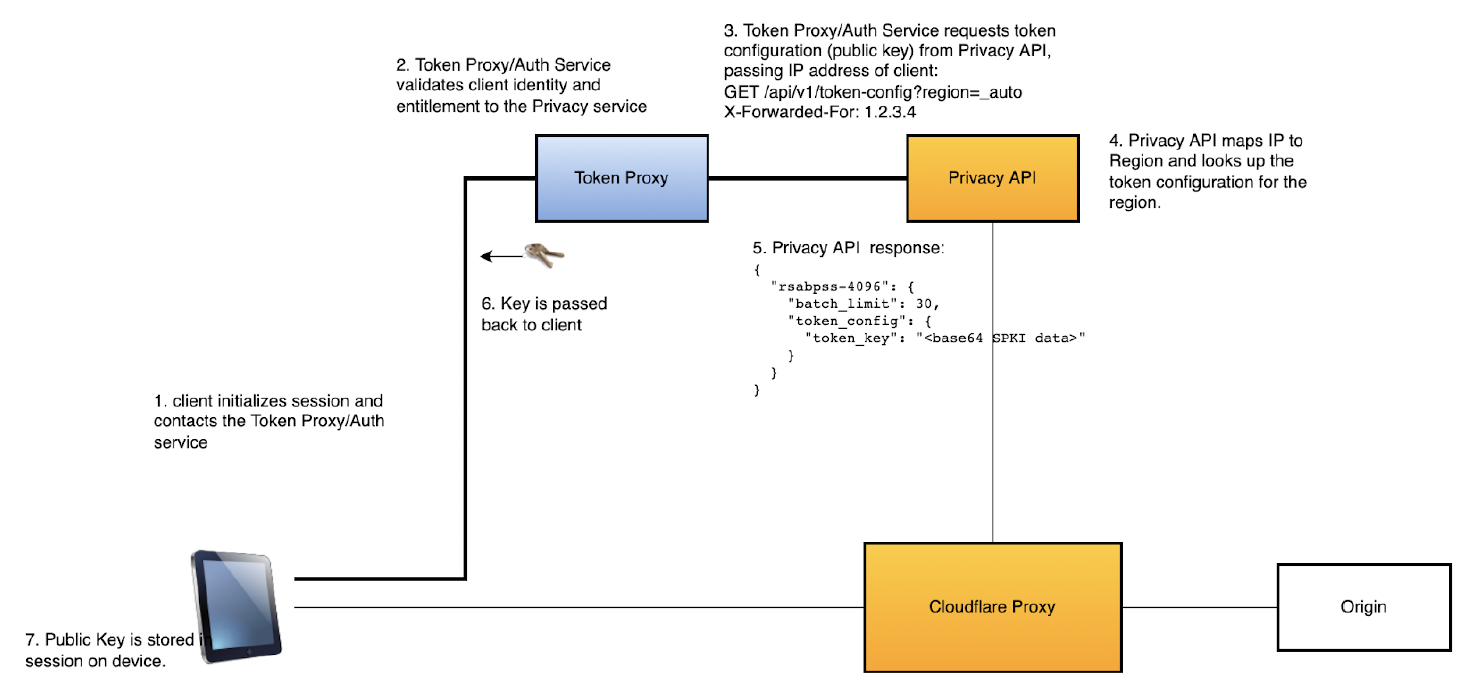 3. Token Proxy/Auth Service requests token
configuration (public key) from Privacy API,
passing IP address of client:
GET /api/v1/token-config?region=_auto
X-Forwarded-For: 1.2.3.4
2. Token Proxy/Auth Service
validates client identity and
entitlement to the Privacy service
Token Proxy
Privacy API
4. Privacy API maps IP to
Region and looks up the
token configuration for the
region.
5. Privacy API  response:
{
  "rsabpss-4096": {
    "batch_limit": 30,
    "token_config": {
      "token_key": "<base64 SPKI data>"
    }
  }
}
6. Key is passed
back to client
1. client initializes session and
contacts the Token Proxy/Auth
service
Cloudflare Proxy
Origin
7. Public Key is stored in
session on device.